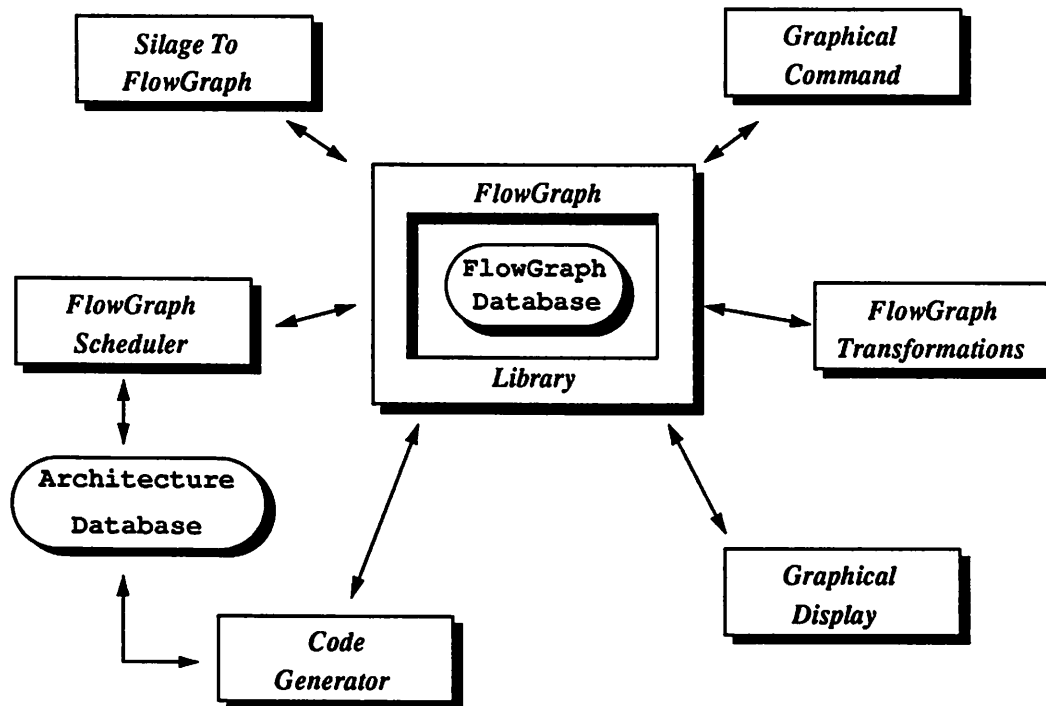 Silage To
FlowGraph
Graphical
Command
FlowGraph
FlowGraph
Database
Library
FlowGraph
Scheduler
FlowGraph
Transformations
Architecture
Database
Graphical
Display
Code
Generator